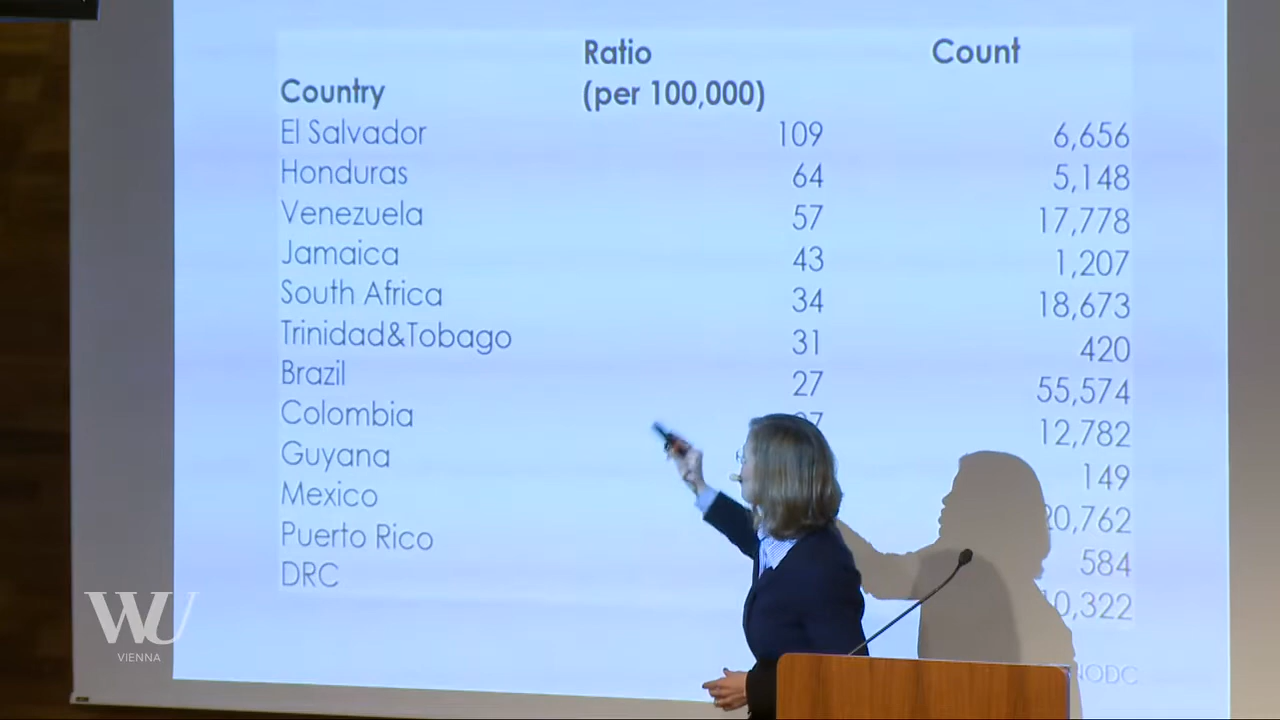 Ratio Count
Country (per 100,000)
El Salvador 109 6,656
Honduras 64 5,148
Venezuela 57 17,778
Jamaica 43 1,207
South Africa 34 18,673
Trinidad&Tobago 31 420
Brazil 27 55,574
Colombia 12,782
Guyana 149
Mexico 20,762
Puerto Rico 584
DRC
WU
VIENNA